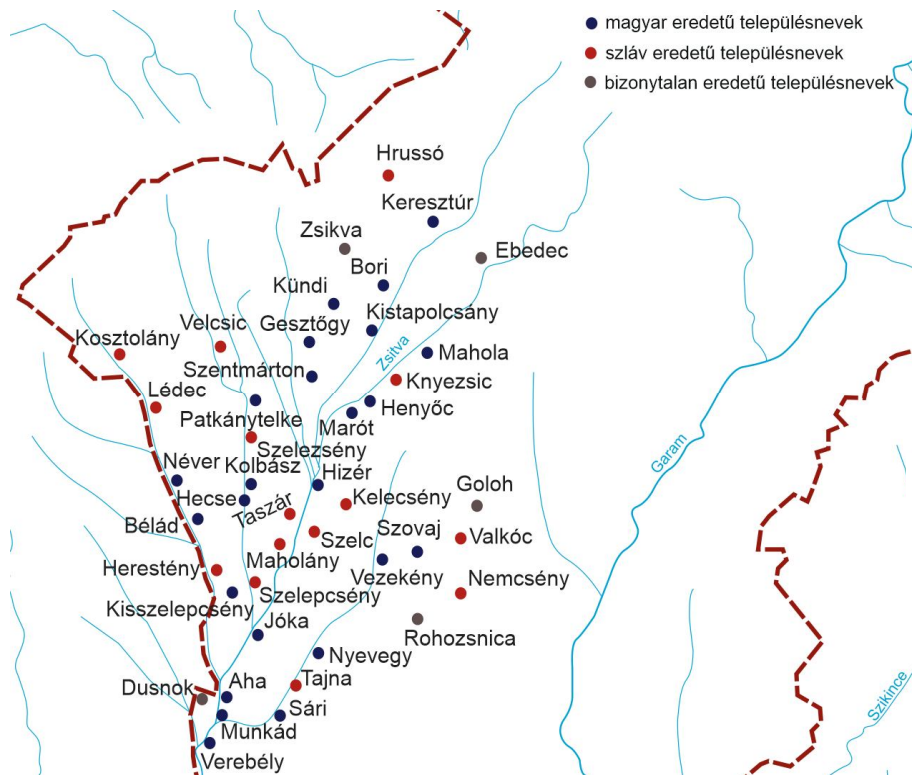 magyar eredetű településnevek
szláv eredetű településnevek
bizonytalan eredetű településnevek
Hrussó
Keresztúr
Zsikva
Ebedec
Bori
Kündi
Kistapolcsány
Velcsic
Gesztőgy
Kosztolány
Zsitva
Mahola
Szentmárton
Knyezsic
Lédec
Henyőc
Patkánytelke
Marót
Szelezsény
Garam
Néver
Kolbász
Hizér
Hecse
Kelecsény
Goloh
Taszár
Bélád
Szovaj
Szelc
Valkóc
Maholány
Herestény
Vezekény
Nemcsény
Szelepcsény
Kisszelepcsény
Jóka
Rohozsnica
Nyevegy
Aha
Tajna
Dusnok
Sári
Szikince
Munkád
Verebély